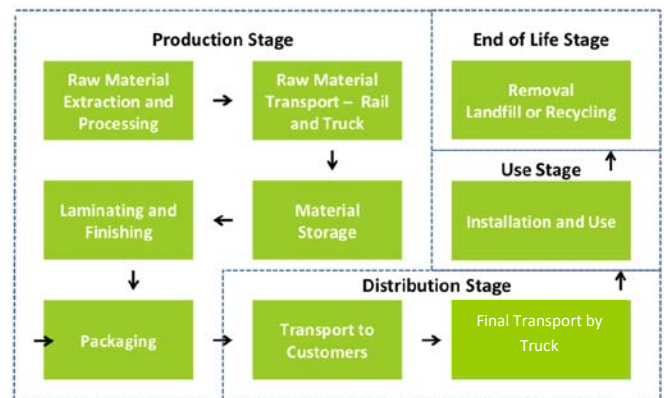 Production Stage
Raw Material
Extraction and
Processing
Raw Material
Transport – Rail
and Truck
Laminating and
Finishing
Material
Storage
Packaging
End of Life Stage
Removal
Landfill or Recycling
Use Stage
Installation and Use
Distribution Stage
Transport to
Customers
Final Transport by
Truck